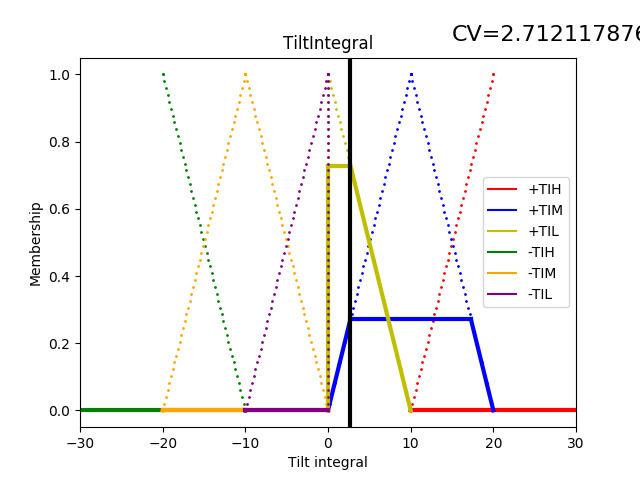 CV=2.712117876
TiltIntegral
1.0
0.8
0.6
0.4
0.2
0.0
Membership
+TIH
+TIM
+TIL
-TIH
-TIM
-TIL
−30
−20
−10
0
10
20
30
Tilt integral